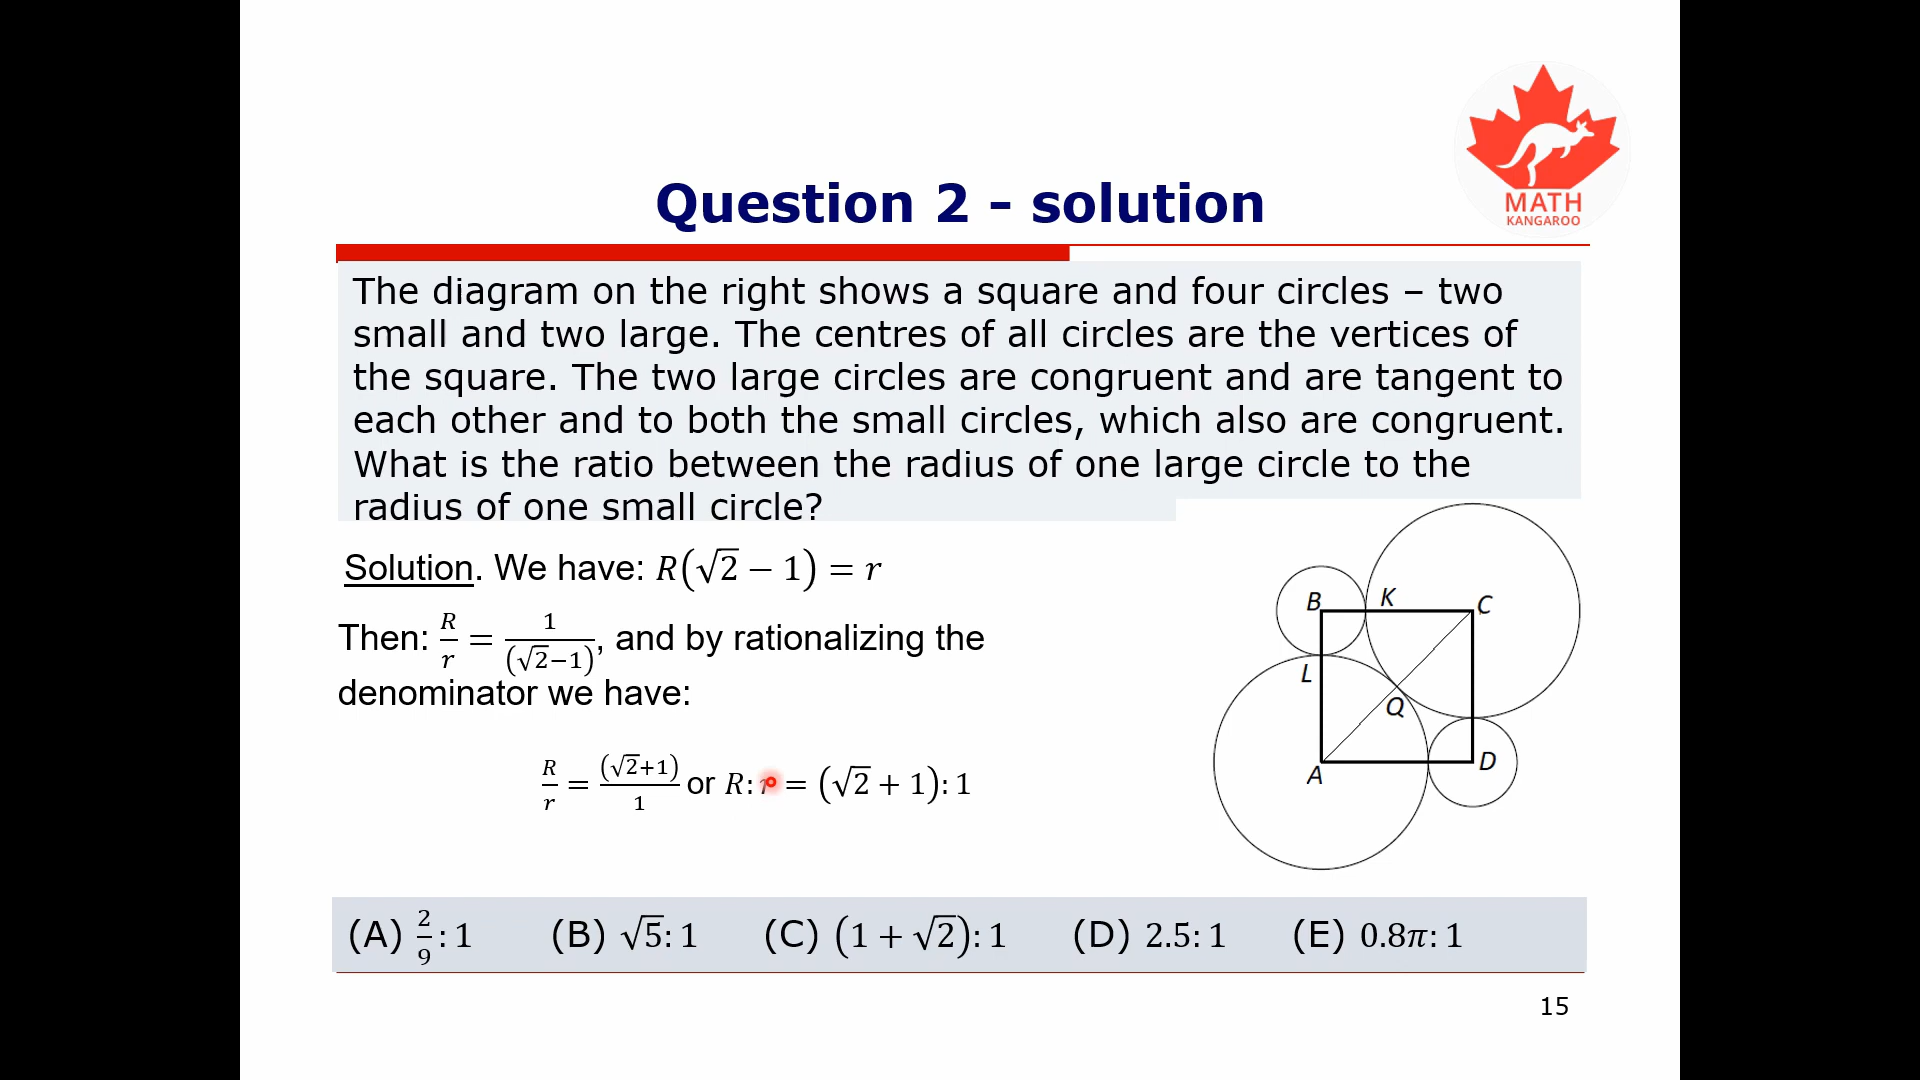 MATH
KANGAROO
Question 2 – solution
The diagram on the right shows a square and four circles – two
small and two large. The centres of all circles are the vertices of
the square. The two large circles are congruent and are tangent to
each other and to both the small circles, which also are congruent.
What is the ratio between the radius of one large circle to the
radius of one small circle?
Solution. We have: R(√2 − 1) = r
Then: R/r = 1/(√2−1), and by rationalizing the
denominator we have:
R/r = (√2+1)/1 or R: r = (√2 + 1): 1
B K C
L
Q
A D
(A) 2/9 : 1 (B) √5: 1 (C) (1 + √2): 1 (D) 2.5: 1 (E) 0.8π: 1
15